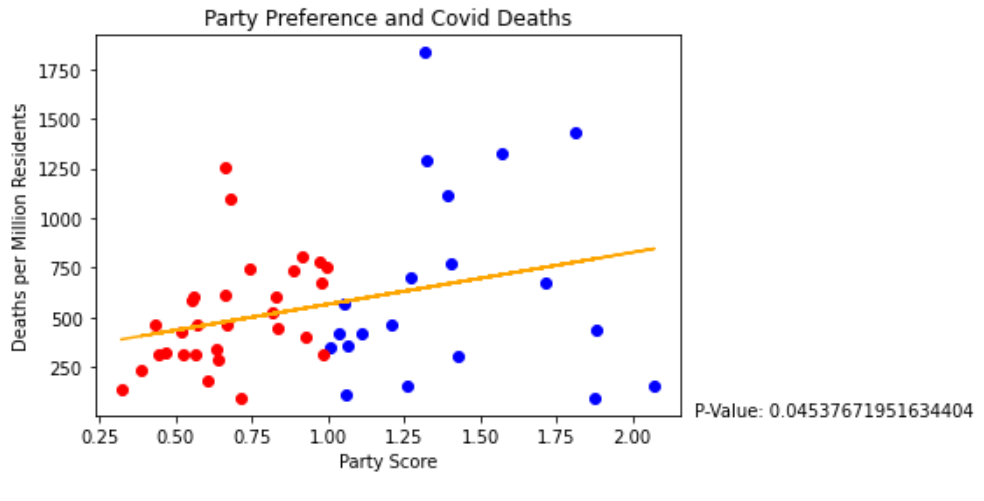 Party Preference and Covid Deaths
Deaths per Million Residents
1750
1500
1250
1000
750
500
250
0.25 0.50 0.75 1.00 1.25 1.50 1.75 2.00
Party Score
P-Value: 0.04537671951634404